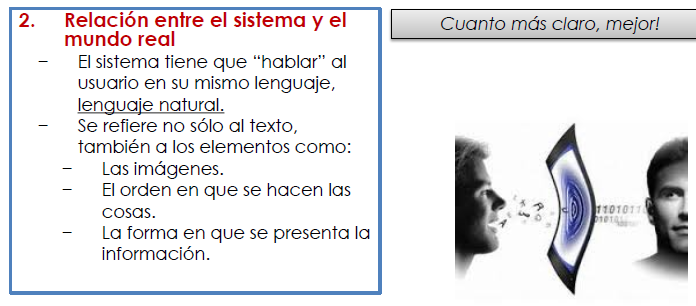 2. Relación entre el sistema y el
mundo real
− El sistema tiene que “hablar” al
usuario en su mismo lenguaje,
lenguaje natural.
− Se refiere no sólo al texto,
también a los elementos como:
− Las imágenes.
− El orden en que se hacen las
cosas.
− La forma en que se presenta la
información.
Cuanto más claro, mejor!